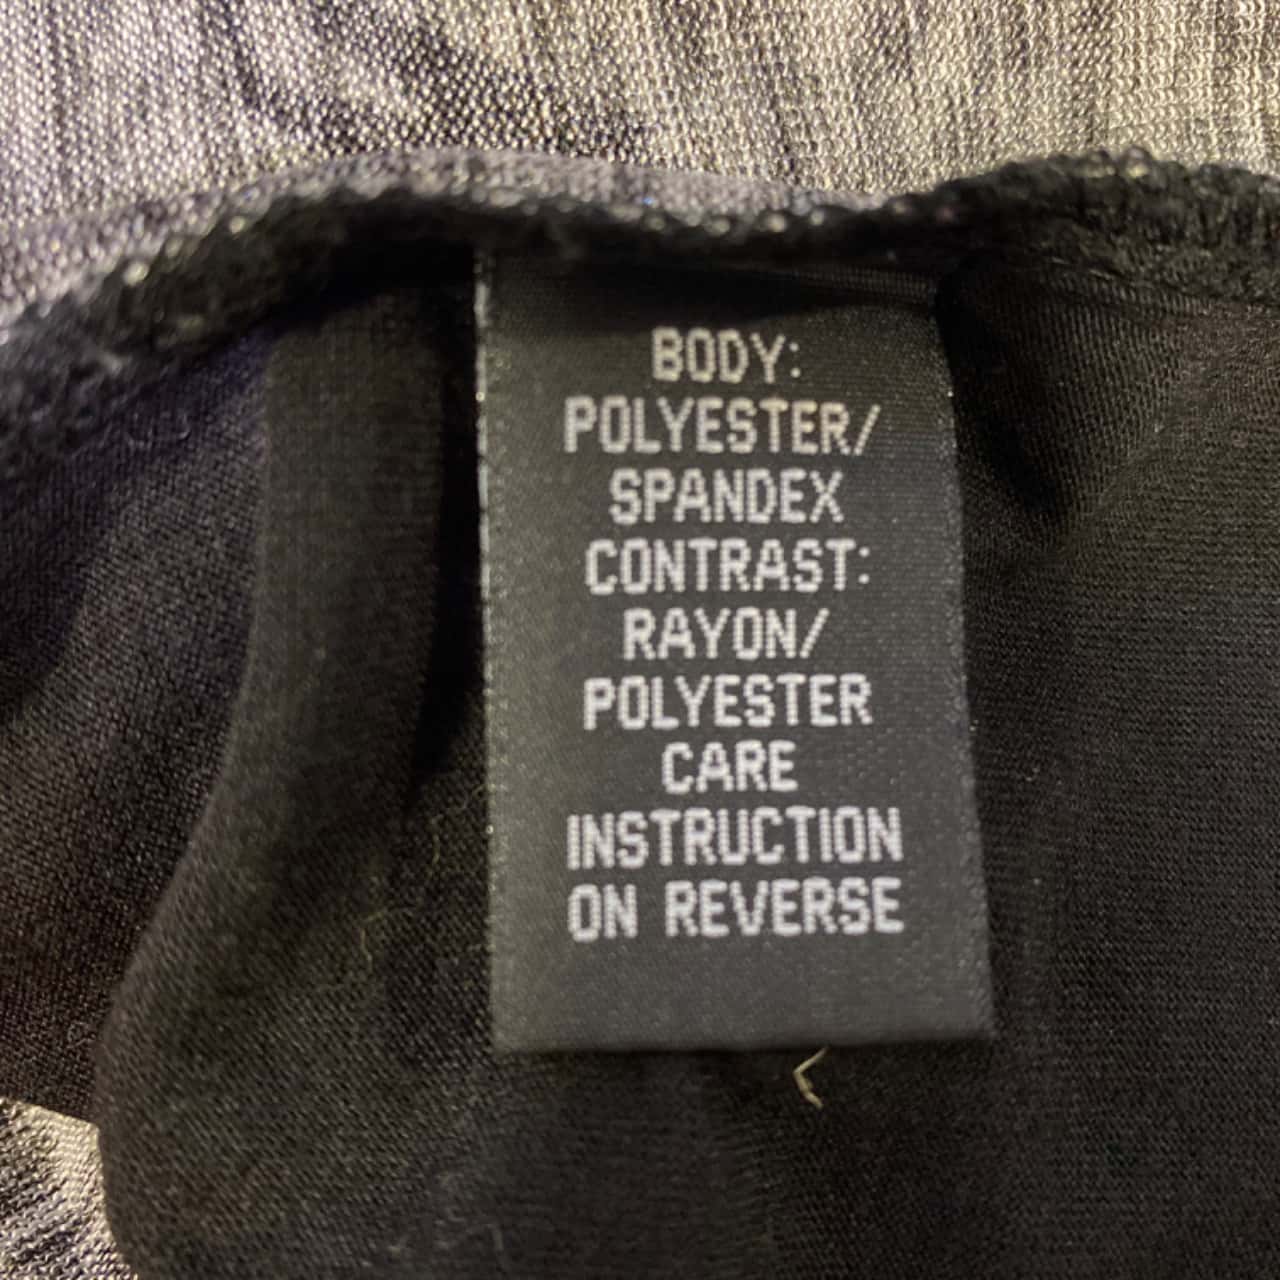 BODY:
POLYESTER/
SPANDEX
CONTRAST:
RAYON/
POLYESTER
CARE
INSTRUCTION
ON REVERSE